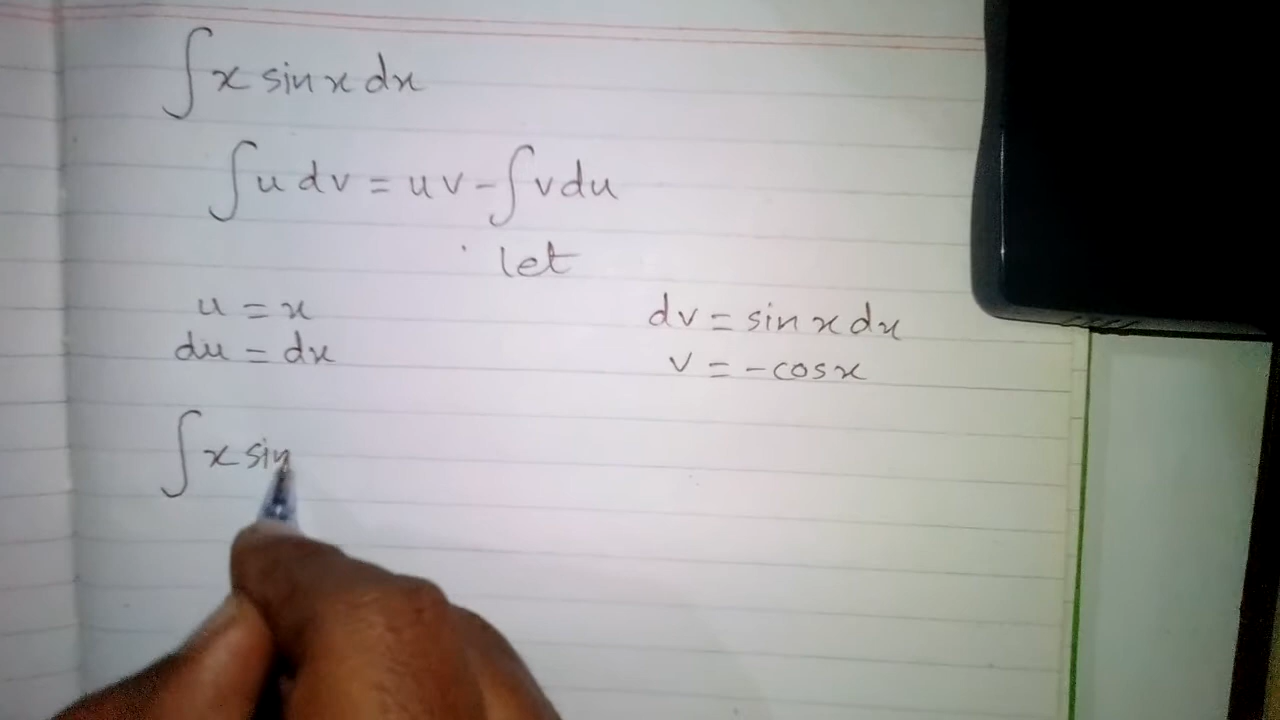 ∫ x sin x dx
∫ u dv = uv - ∫ v du
let
u = x
du = dx
dv = sin x dx
v = -cos x
∫ x sin